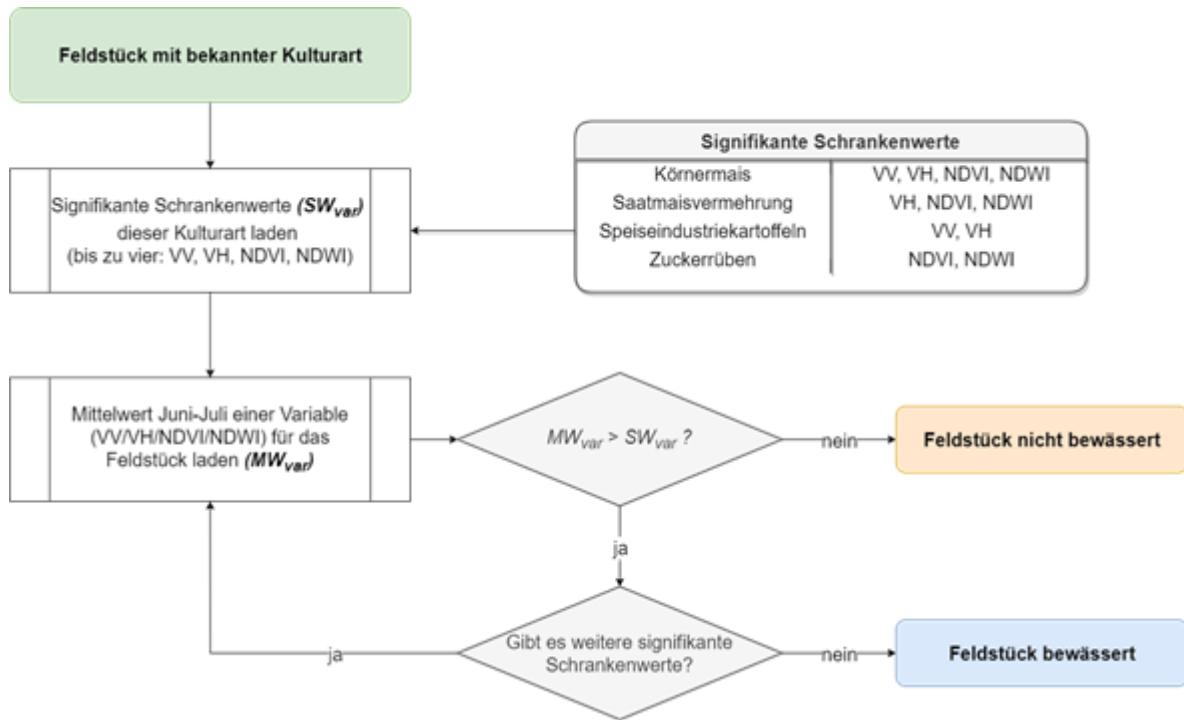 Feldstück mit bekannter Kulturart
Signifikante Schrankenwerte
Körnermais VV, VH, NDVI, NDWI
Saatmaisvermehrung VH, NDVI, NDWI
Speiseindustriekartoffeln VV, VH
Zuckerrüben NDVI, NDWI
Signifikante Schrankenwerte (SWvar)
dieser Kulturart laden
(bis zu vier: VV, VH, NDVI, NDWI)
Mittelwert Juni-Juli einer Variable
(VV/VH/NDVI/NDWI) für das
Feldstück laden (MWvar)
MWvar > SWvar ?
nein
Feldstück nicht bewässert
ja
Gibt es weitere signifikante
Schrankenwerte?
ja
nein
Feldstück bewässert